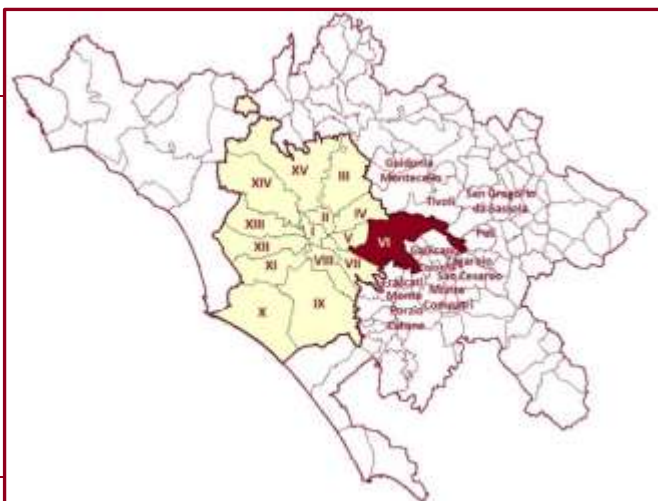 Guidonia
Montecelio
XV
III
XIV
Tivoli
San Gregorio
da Sassola
II
IV
XIII
I
V
VI
Poli
XII
Gallicano
Colonna
Zagarolo
VIII
VII
XI
San Cesareo
Frascati
Monte
Monte
Compatri
X
IX
Porzio
Catone